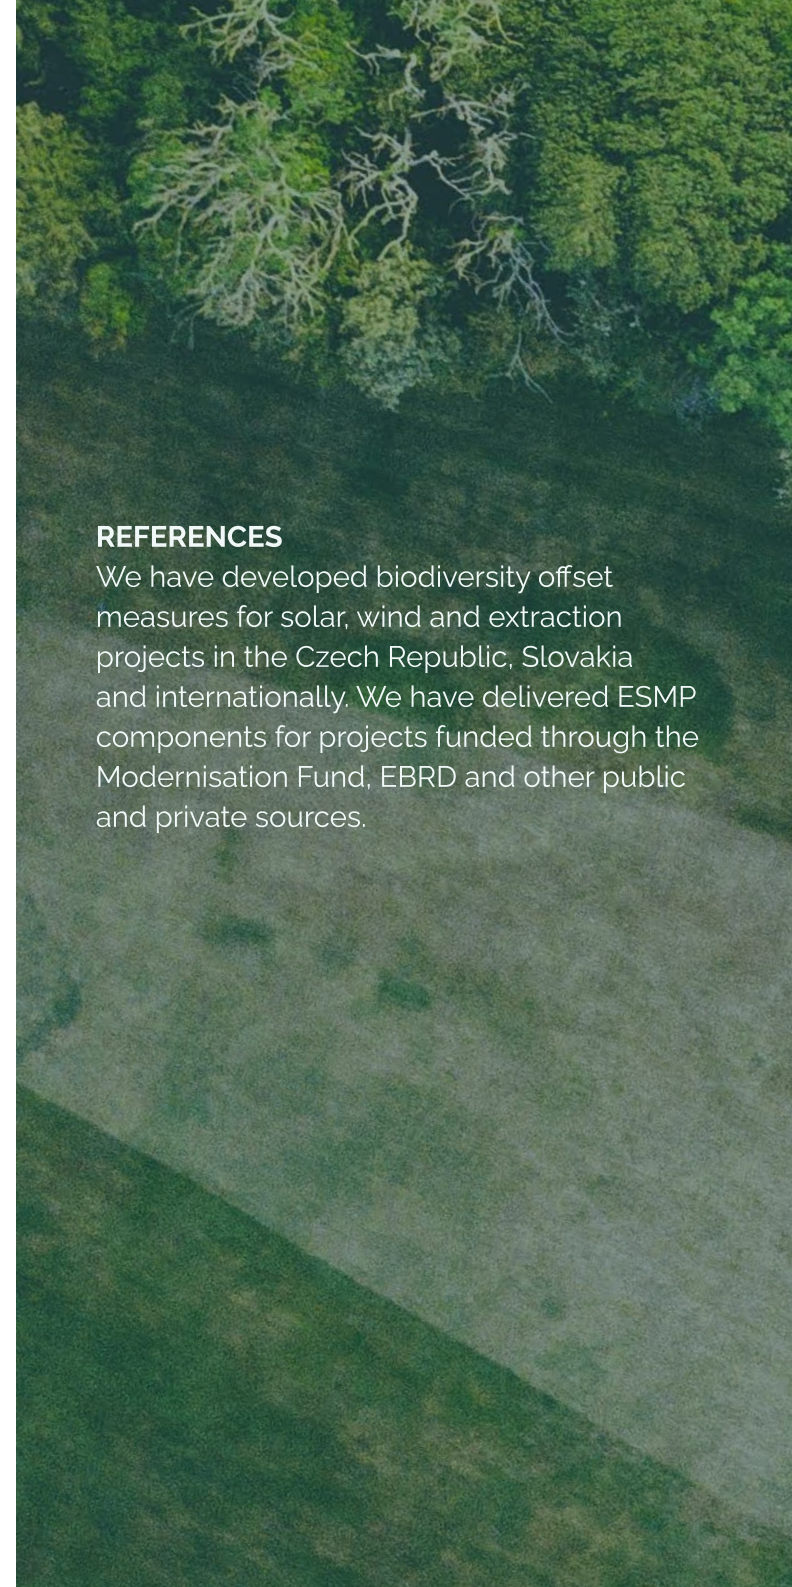 REFERENCES
We have developed biodiversity offset
measures for solar, wind and extraction
projects in the Czech Republic, Slovakia
and internationally. We have delivered ESMP
components for projects funded through the
Modernisation Fund, EBRD and other public
and private sources.